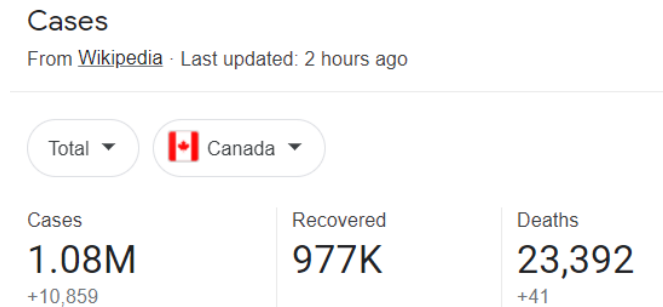 Cases
From Wikipedia · Last updated: 2 hours ago
Total Canada
Cases Recovered Deaths
1.08M 977K 23,392
+10,859 +41